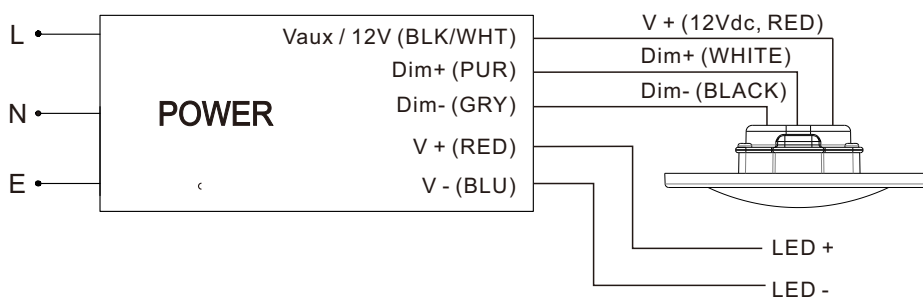 L
N
E
POWER
Vaux / 12V (BLK/WHT)
Dim+ (PUR)
Dim- (GRY)
V + (RED)
V - (BLU)
V + (12Vdc, RED)
Dim+ (WHITE)
Dim- (BLACK)
LED +
LED -